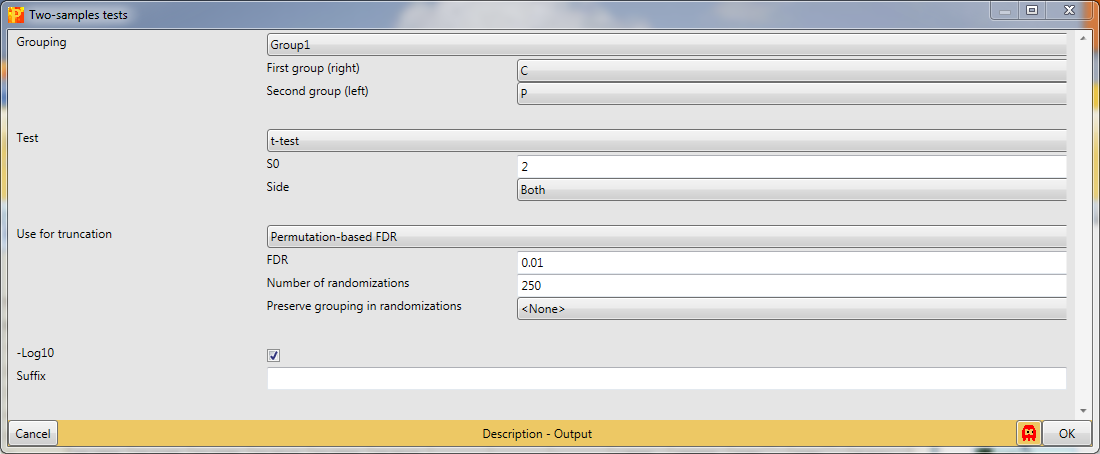 Two-samples tests
Grouping
Group1
First group (right)
C
Second group (left)
P
Test
t-test
S0
2
Side
Both
Use for truncation
Permutation-based FDR
FDR
0.01
Number of randomizations
250
Preserve grouping in randomizations
<None>
-Log10
Suffix
Cancel
Description - Output
OK